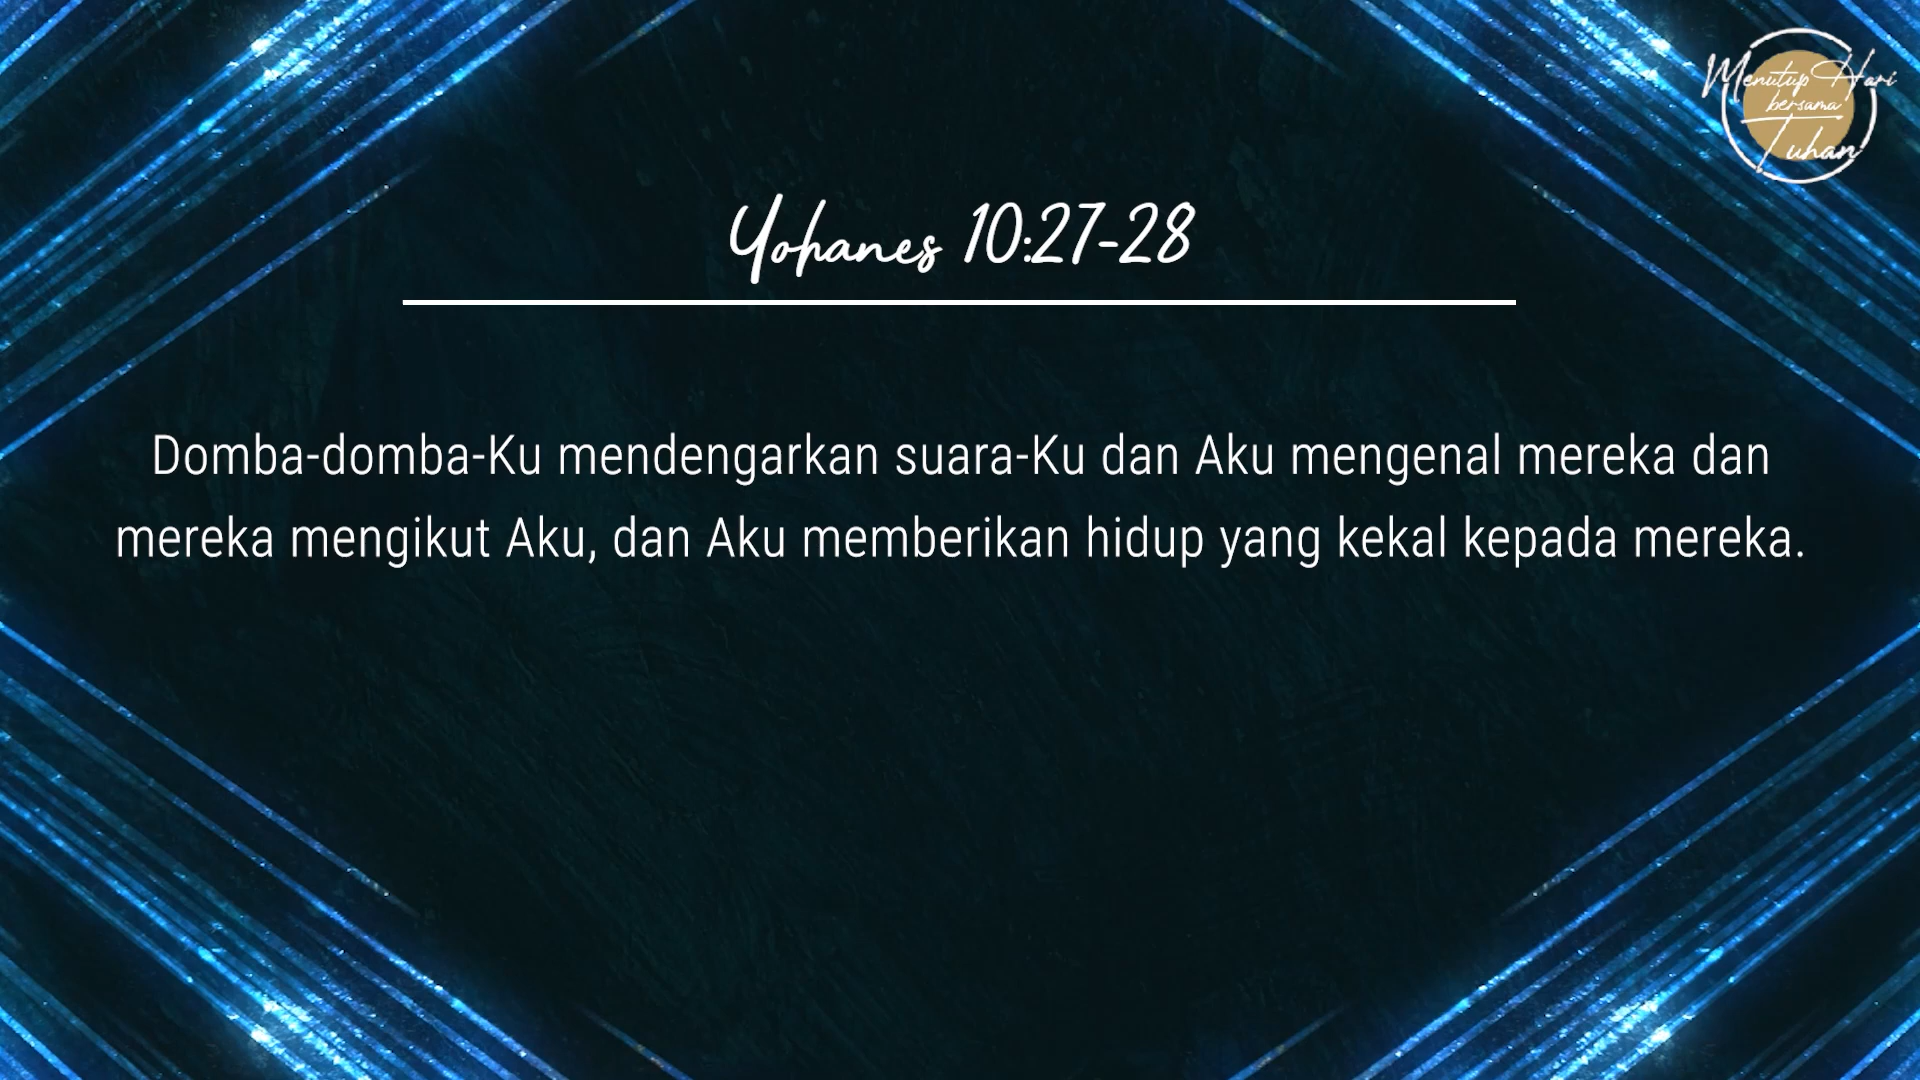 Menutup Hari
bersama
Tuhan
Yohanes 10:27-28
Domba-domba-Ku mendengarkan suara-Ku dan Aku mengenal mereka dan
mereka mengikut Aku, dan Aku memberikan hidup yang kekal kepada mereka.